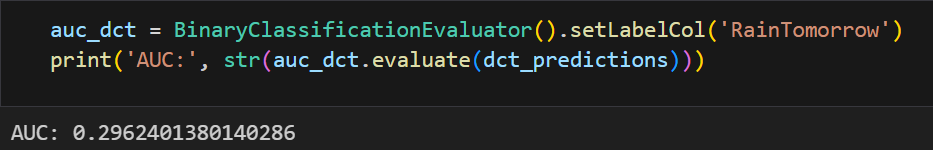 auc_dct = BinaryClassificationEvaluator().setLabelCol('RainTomorrow')
print('AUC:', str(auc_dct.evaluate(dct_predictions)))
AUC: 0.2962401380140286